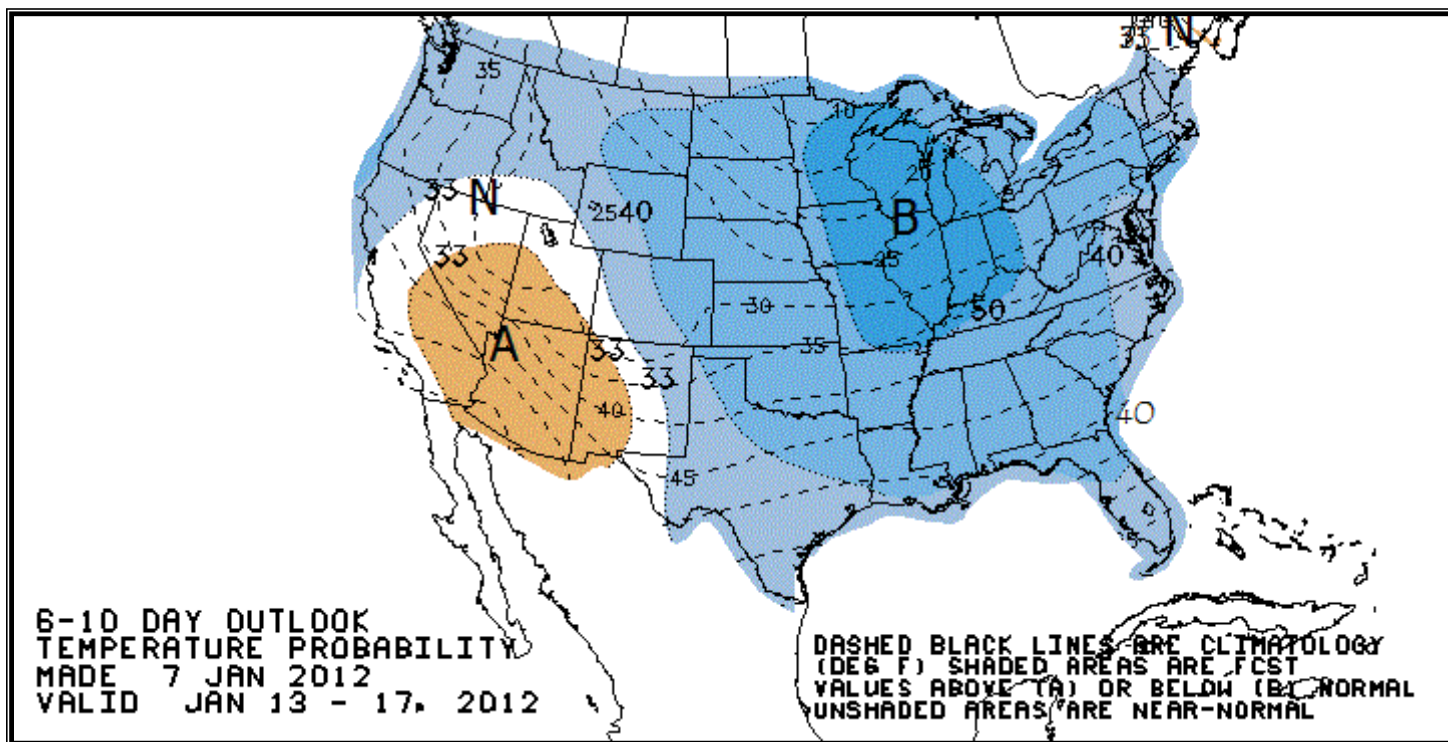 33 N
35
40
20
33 N
2540
B
33
25
40
30
50
A
33
35
33
40
40
45
6-10 DAY OUTLOOK
TEMPERATURE PROBABILITY
MADE 7 JAN 2012
VALID JAN 13 - 17, 2012
DASHED BLACK LINES ARE CLIMATOLOGY
(DEG F) SHADED AREAS ARE FCST
VALUES ABOVE (A) OR BELOW (B) NORMAL
UNSHADED AREAS ARE NEAR-NORMAL